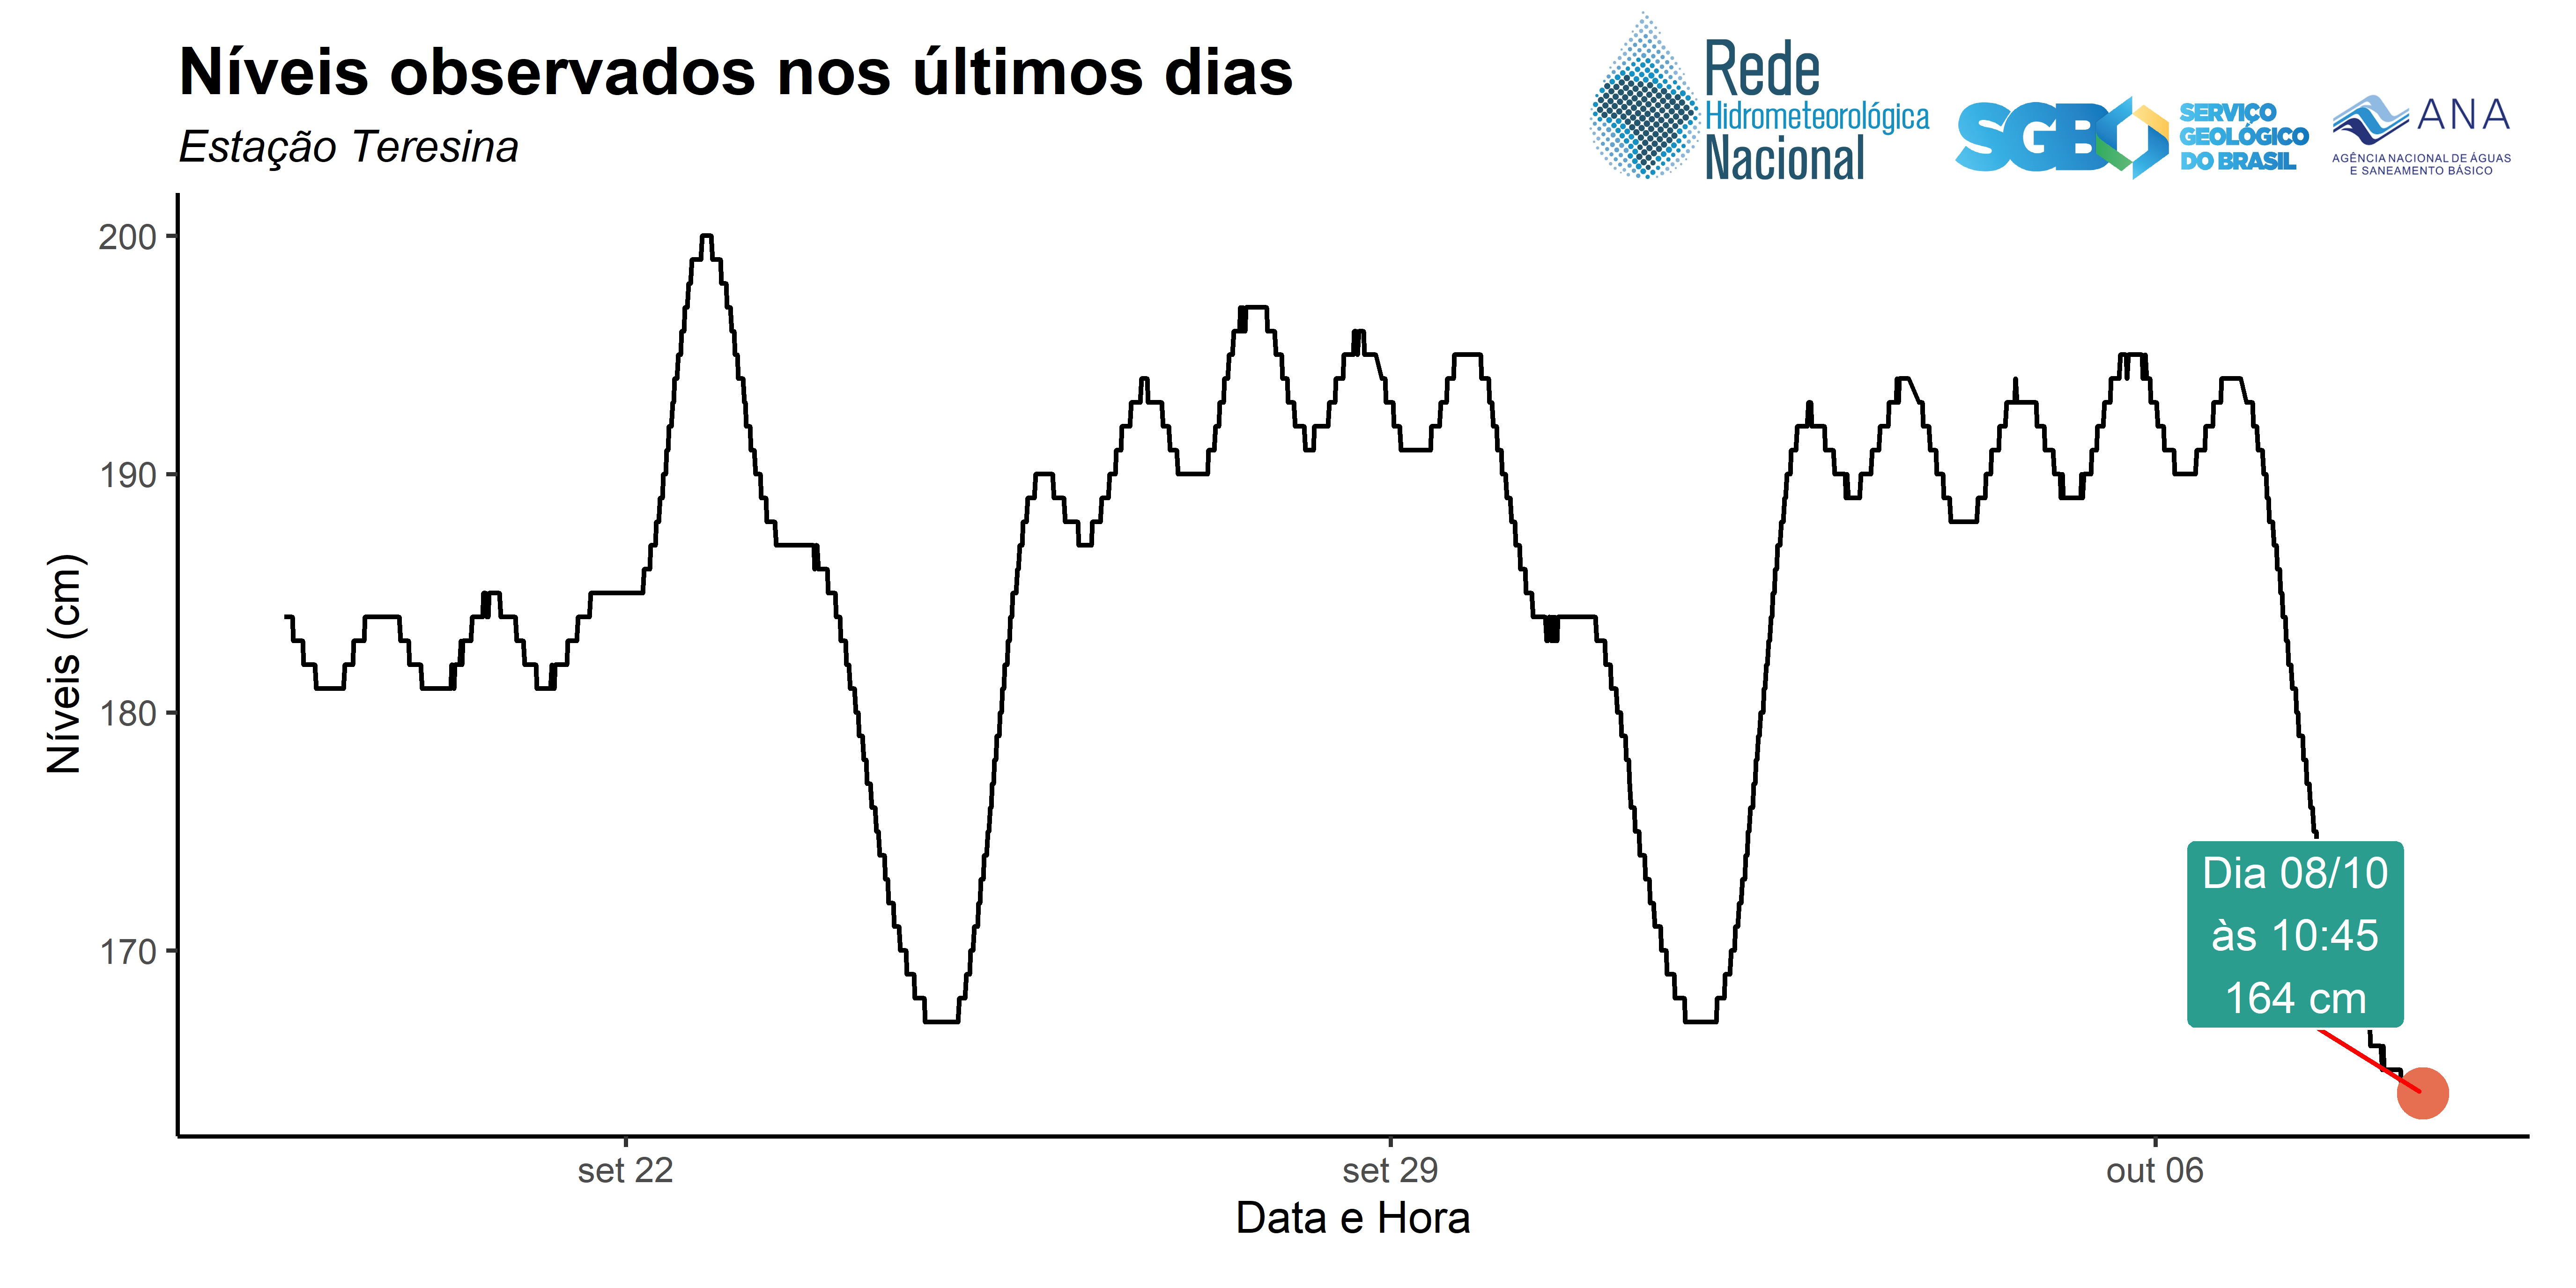 Níveis observados nos últimos dias
Estação Teresina
Rede
Hidrometeorológica
Nacional
SGB
SERVIÇO
GEOLÓGICO
DO BRASIL
ANA
AGÊNCIA NACIONAL DE ÁGUAS
E SANEAMENTO BÁSICO
200
190
180
170
Níveis (cm)
Dia 08/10
às 10:45
164 cm
set 22
set 29
out 06
Data e Hora